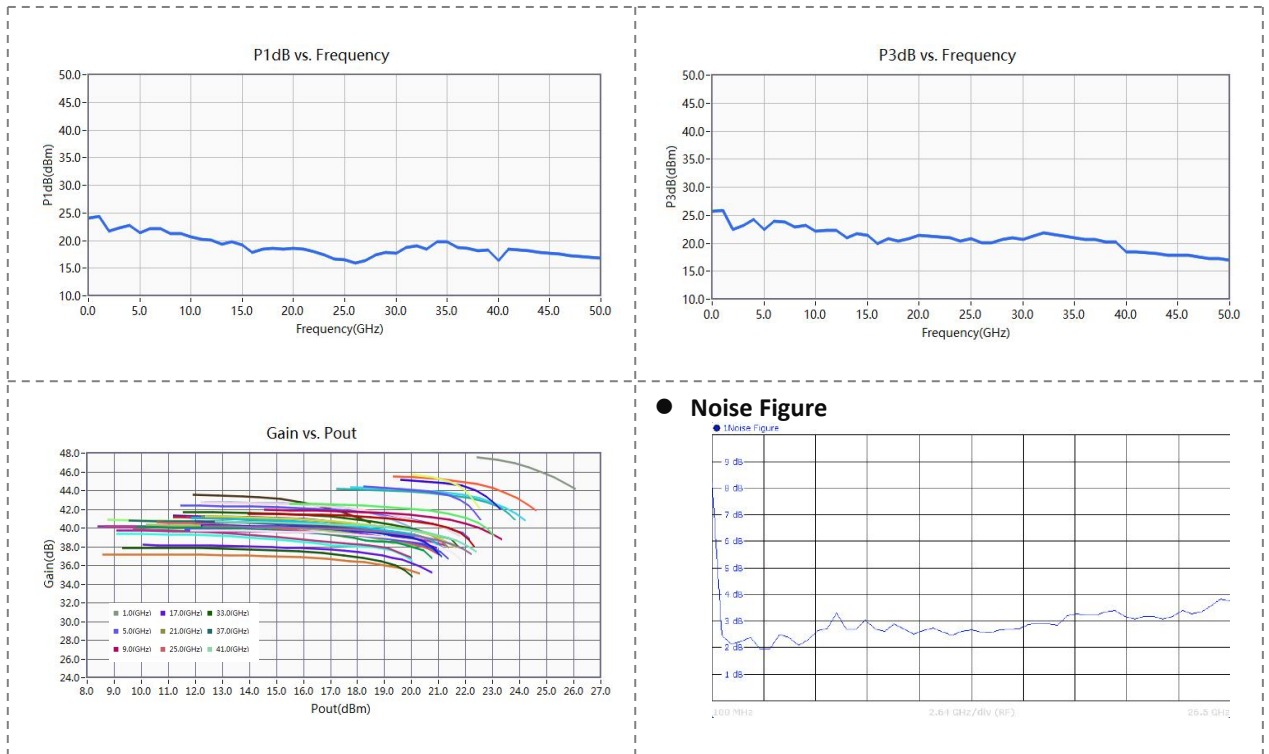 P1dB vs. Frequency
50.0
45.0
40.0
35.0
30.0
25.0
20.0
15.0
10.0
P1dB(dBm)
0.0 5.0 10.0 15.0 20.0 25.0 30.0 35.0 40.0 45.0 50.0
Frequency(GHz)
P3dB vs. Frequency
50.0
45.0
40.0
35.0
30.0
25.0
20.0
15.0
10.0
P3dB(dBm)
0.0 5.0 10.0 15.0 20.0 25.0 30.0 35.0 40.0 45.0 50.0
Frequency(GHz)
Gain vs. Pout
48.0
46.0
44.0
42.0
40.0
38.0
36.0
34.0
32.0
30.0
28.0
26.0
24.0
Gain(dB)
1.0(GHz) 17.0(GHz) 33.0(GHz)
5.0(GHz) 21.0(GHz) 37.0(GHz)
9.0(GHz) 25.0(GHz) 41.0(GHz)
8.0 9.0 10.0 11.0 12.0 13.0 14.0 15.0 16.0 17.0 18.0 19.0 20.0 21.0 22.0 23.0 24.0 25.0 26.0 27.0
Pout(dBm)
● Noise Figure
1Noise Figure
9 dB
8 dB
7 dB
6 dB
5 dB
4 dB
3 dB
2 dB
1 dB
100 MHz 2.64 GHz/div (RF) 26.5 GHz